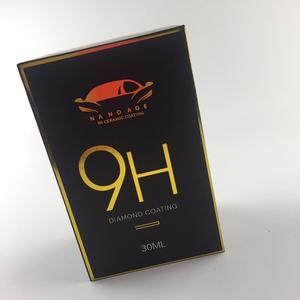 NANOAGE
9H CERAMIC COATING
9H
DIAMOND COATING
30ML